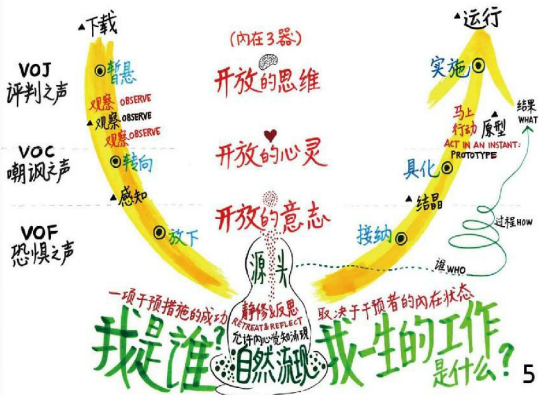 ▲下载
▲运行
VOJ
评判之声
暂悬
(内在3器)
开放的思维
实施
观察 OBSERVE
▲观察 OBSERVE
观察 OBSERVE
马上
行动
▲原型
ACT IN AN INSTANT:
PROTOTYPE
结果
WHAT
VOC
嘲讽之声
转向
开放的心灵
具化
▲感知
▲结晶
开放的意志
VOF
恐惧之声
放下
接纳
过程HOW
源头
谁WHO
一项干预措施的成功
取决于干预者的内在状态
静修&反思
RETREAT & REFLECT
允许内心觉知涌现
自然流现
我是谁?
我一生的工作
是什么?
5